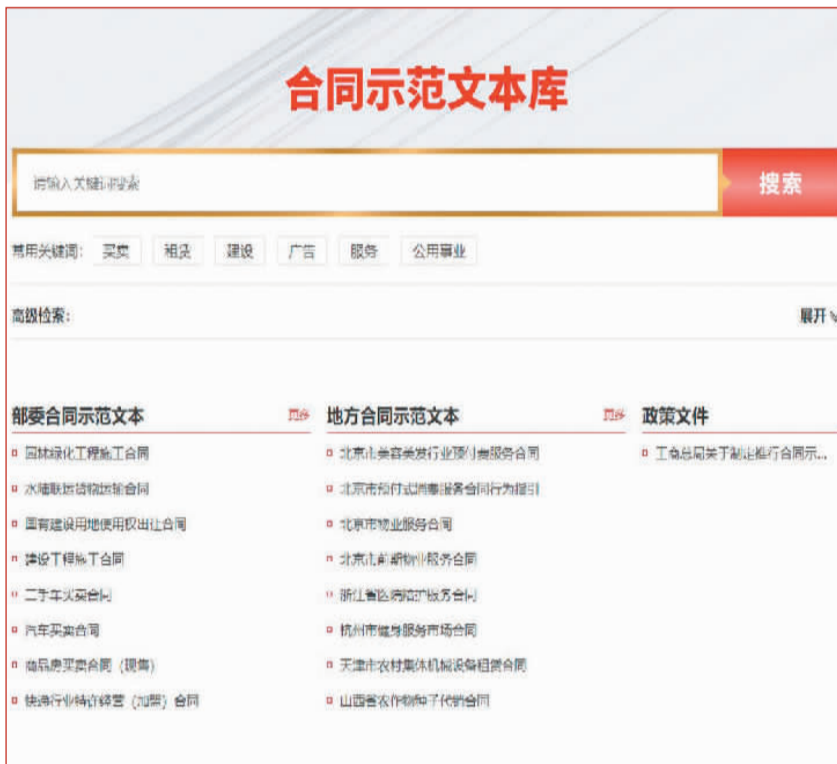 合同示范文本库
请输入关键词搜索
搜索
常用关键词： 买卖 租赁 建设 广告 服务 公用事业
高级检索：
展开
部委合同示范文本
更多
园林绿化工程施工合同
水陆联运货物运输合同
国有建设用地使用权出让合同
建设工程施工合同
二手车买卖合同
汽车买卖合同
商品房买卖合同（现售）
快递行业特许经营（加盟）合同
地方合同示范文本
更多
北京市美容美发行业预付费服务合同
北京市预付式消费服务合同行为指引
北京市物业服务合同
北京市前期物业服务合同
浙江省医院陪护服务合同
杭州市健身服务市场合同
天津市农村集体机械设备租赁合同
山西省农作物种子代销合同
政策文件
工商总局关于制定推行合同示...